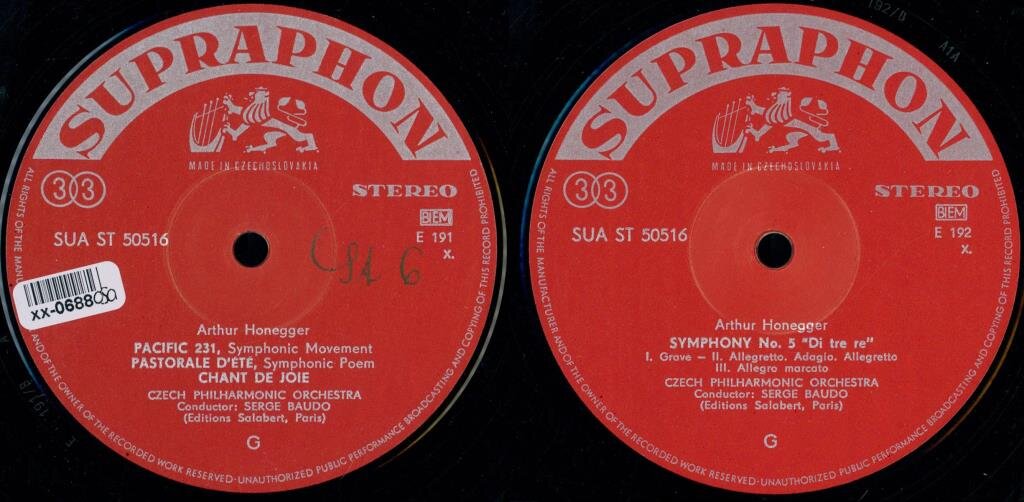 SUPRAPHON
MADE IN CZECHOSLOVAKIA
33
STEREO
BIEM
SUA ST 50516
E 191
x.
St 6
xx-0688
Arthur Honegger
PACIFIC 231, Symphonic Movement
PASTORALE D'ÉTÉ, Symphonic Poem
CHANT DE JOIE
CZECH PHILHARMONIC ORCHESTRA
Conductor: SERGE BAUDO
(Editions Salabert, Paris)
G
ALL RIGHTS OF THE MANUFACTURER AND OF THE OWNER OF THE RECORDED WORK RESERVED-UNAUTHORIZED PUBLIC PERFORMANCE BROADCASTING AND COPYING OF THIS RECORD PROHIBITED
SUPRAPHON
MADE IN CZECHOSLOVAKIA
33
STEREO
BIEM
SUA ST 50516
E 192
x.
Arthur Honegger
SYMPHONY No. 5 "Di tre re"
I. Grave - II. Allegretto. Adagio. Allegretto
III. Allegro marcato
CZECH PHILHARMONIC ORCHESTRA
Conductor: SERGE BAUDO
(Editions Salabert, Paris)
G
ALL RIGHTS OF THE MANUFACTURER AND OF THE OWNER OF THE RECORDED WORK RESERVED-UNAUTHORIZED PUBLIC PERFORMANCE BROADCASTING AND COPYING OF THIS RECORD PROHIBITED
192/B
A1A